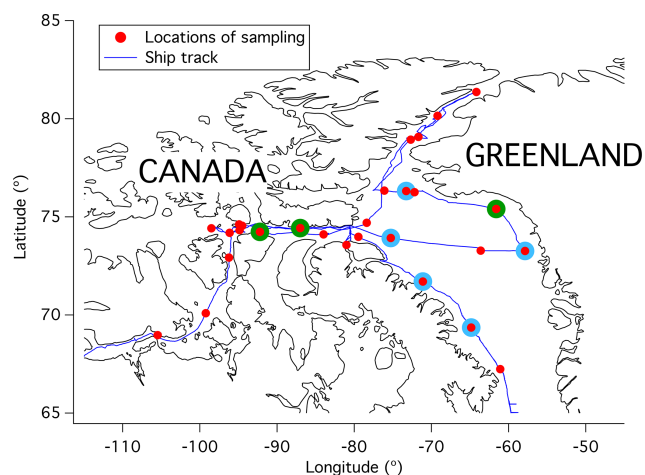 85
80
75
70
65
Latitude (°)
Locations of sampling
Ship track
CANADA
GREENLAND
-110 -100 -90 -80 -70 -60 -50
Longitude (°)